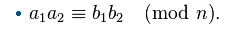 • a₁a₂ ≡ b₁b₂ (mod n).